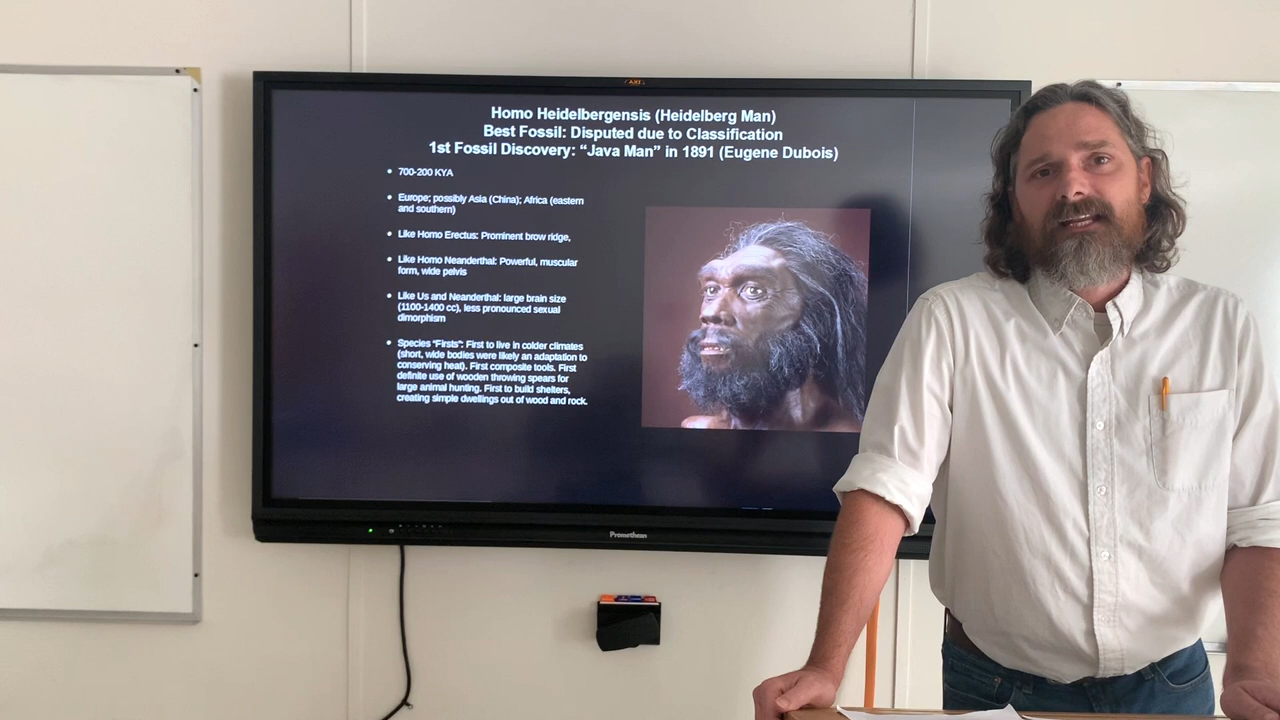 Homo Heidelbergensis (Heidelberg Man)
Best Fossil: Disputed due to Classification
1st Fossil Discovery: “Java Man” in 1891 (Eugene Dubois)
• 700-200 KYA
• Europe; possibly Asia (China); Africa (eastern
and southern)
• Like Homo Erectus: Prominent brow ridge,
• Like Homo Neanderthal: Powerful, muscular
form, wide pelvis
• Like Us and Neanderthal: large brain size
(1100-1400 cc), less pronounced sexual
dimorphism
• Species “Firsts”: First to live in colder climates
(short, wide bodies were likely an adaptation to
conserving heat). First composite tools. First
definite use of wooden throwing spears for
large animal hunting. First to build shelters,
creating simple dwellings out of wood and rock.
Promethean